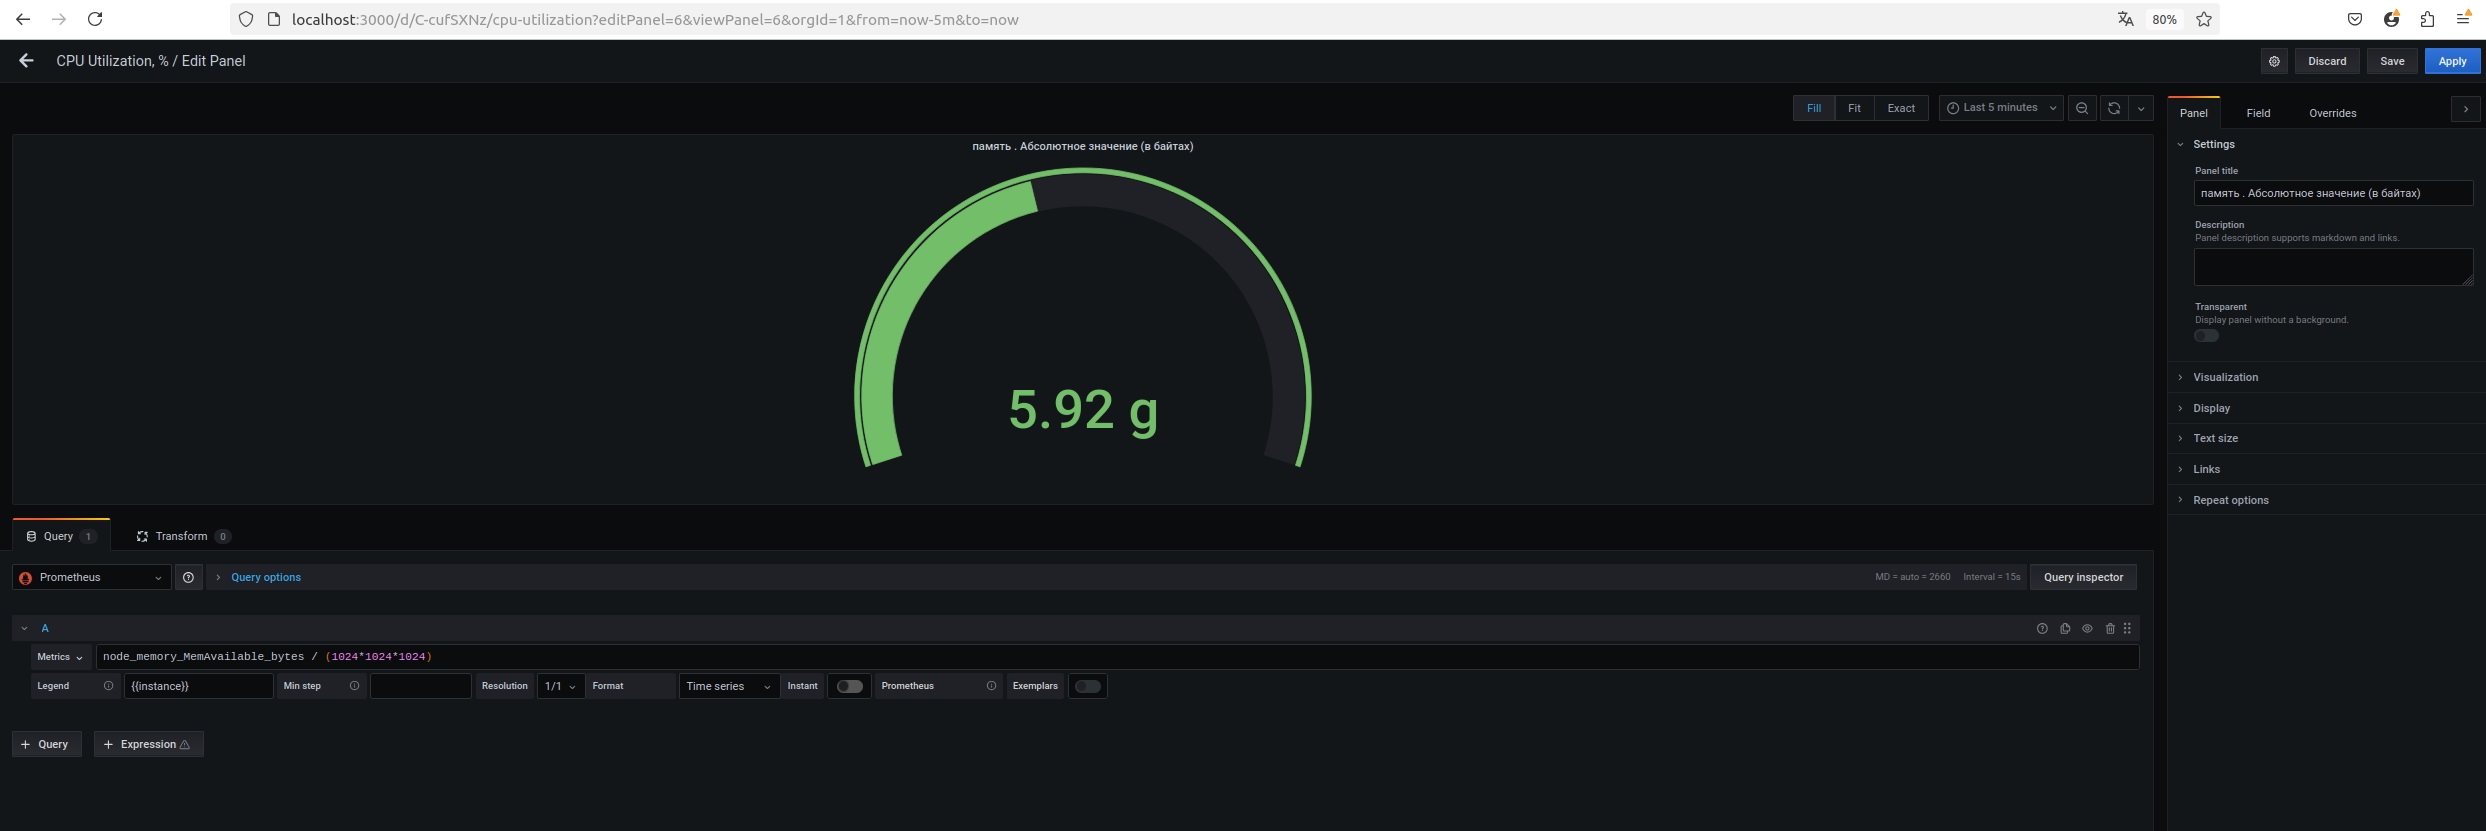 localhost:3000/d/C-cufSXNz/cpu-utilization?editPanel=6&viewPanel=6&orgId=1&from=now-5m&to=now
80%
CPU Utilization, % / Edit Panel
Discard
Save
Apply
Fill
Fit
Exact
Last 5 minutes
Panel
Field
Overrides
память . Абсолютное значение (в байтах)
5.92 g
Settings
Panel title
память . Абсолютное значение (в байтах)
Description
Panel description supports markdown and links.
Transparent
Display panel without a background.
Visualization
Display
Text size
Links
Repeat options
Query 1
Transform 0
Prometheus
Query options
MD = auto = 2660
Interval = 15s
Query inspector
A
Metrics
node_memory_MemAvailable_bytes / (1024*1024*1024)
Legend
{{instance}}
Min step
Resolution
1/1
Format
Time series
Instant
Prometheus
Exemplars
+ Query
+ Expression